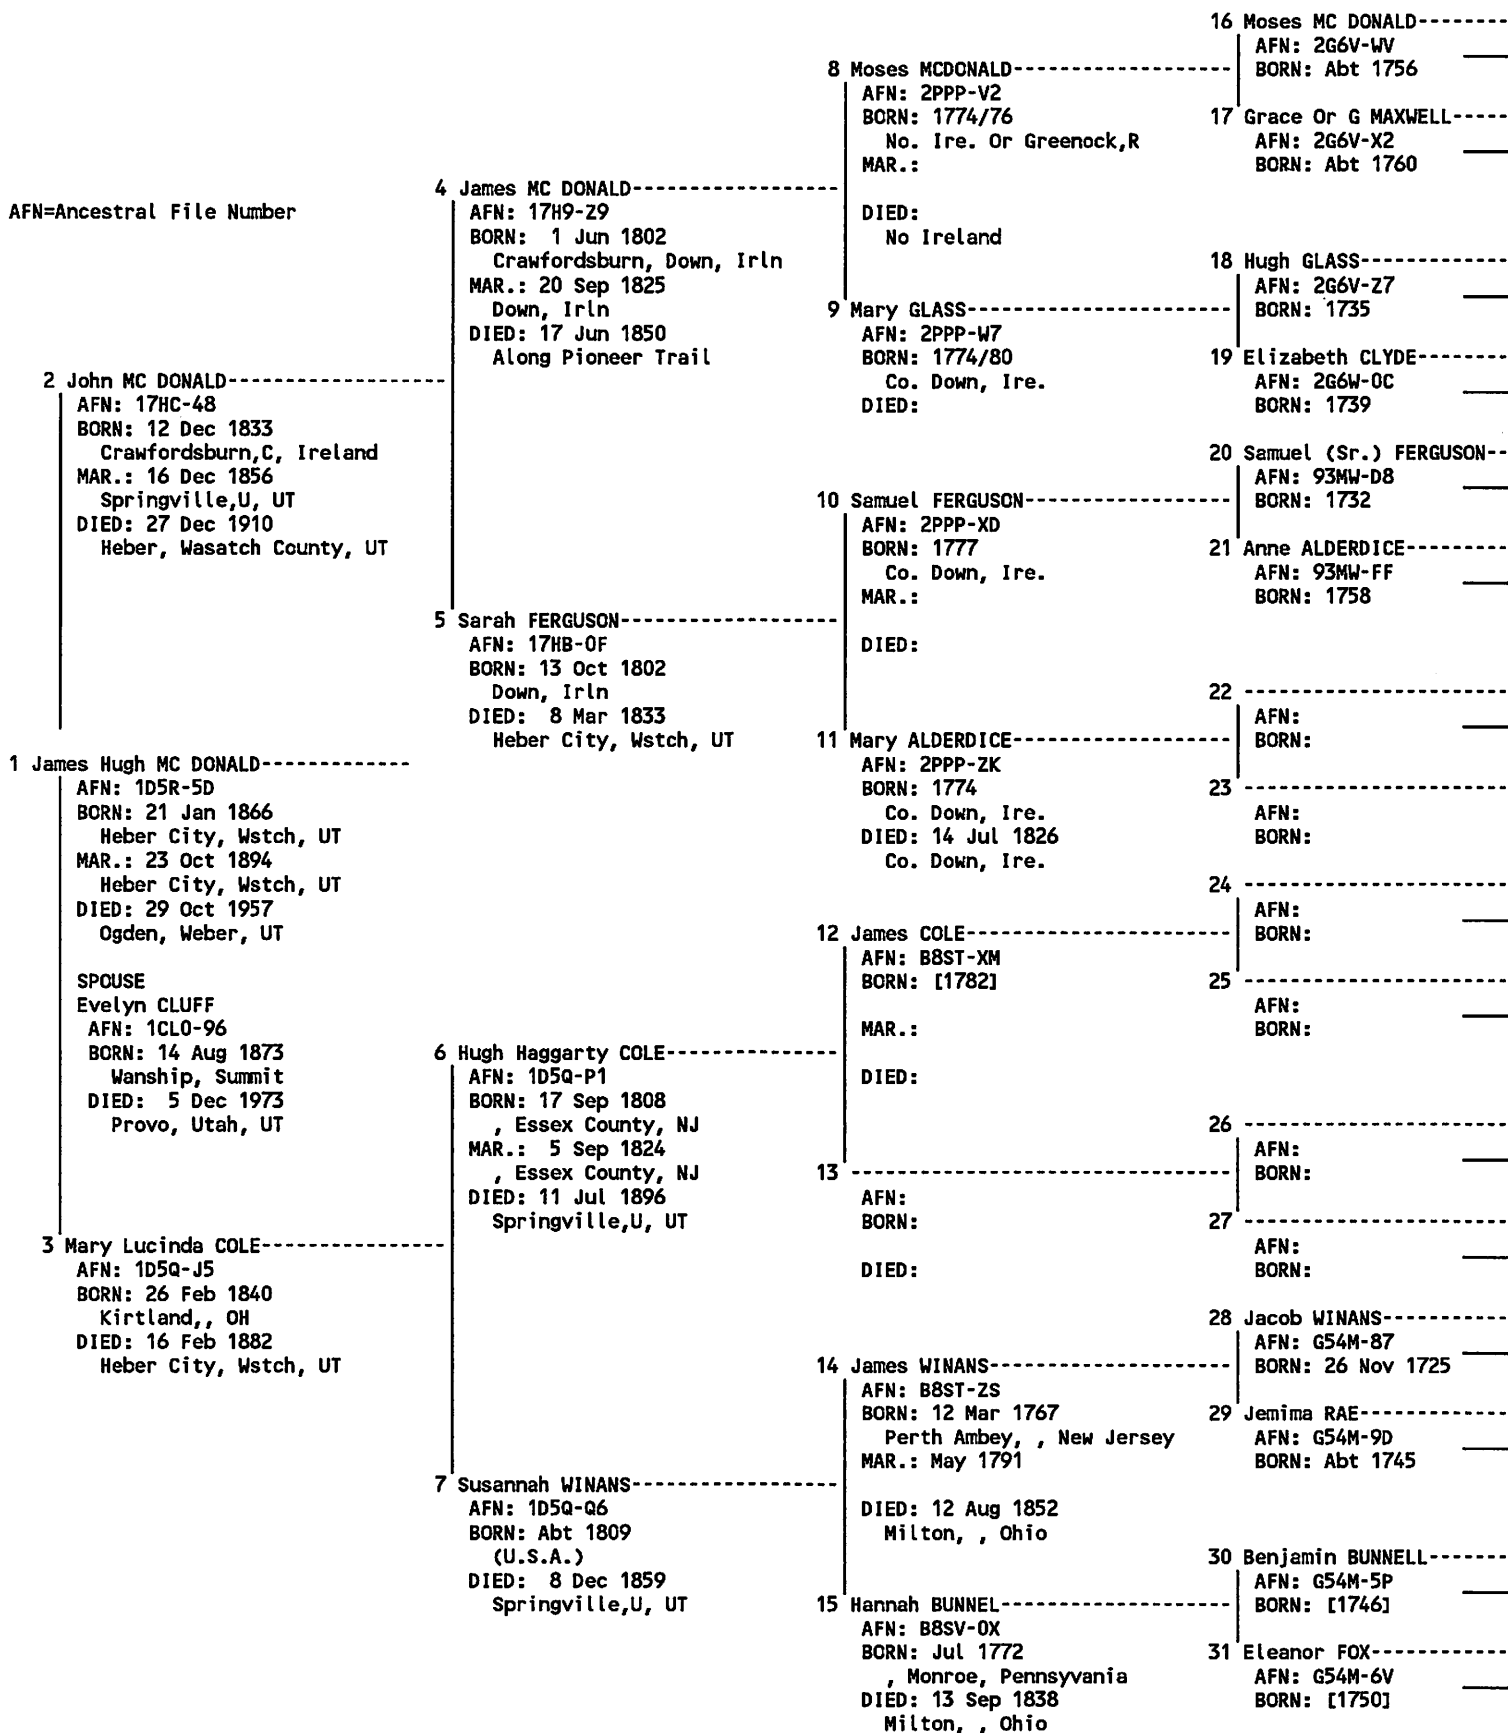 AFN=Ancestral File Number
1 James Hugh MC DONALD-------------
AFN: 1D5R-5D
BORN: 21 Jan 1866
Heber City, Wstch, UT
MAR.: 23 Oct 1894
Heber City, Wstch, UT
DIED: 29 Oct 1957
Ogden, Weber, UT
SPOUSE
Evelyn CLUFF
AFN: 1CL0-96
BORN: 14 Aug 1873
Wanship, Summit
DIED: 5 Dec 1973
Provo, Utah, UT
2 John MC DONALD------------------
AFN: 17HC-48
BORN: 12 Dec 1833
Crawfordsburn,C, Ireland
MAR.: 16 Dec 1856
Springville,U, UT
DIED: 27 Dec 1910
Heber, Wasatch County, UT
3 Mary Lucinda COLE---------------
AFN: 1D5Q-J5
BORN: 26 Feb 1840
Kirtland,, OH
DIED: 16 Feb 1882
Heber City, Wstch, UT
4 James MC DONALD-----------------
AFN: 17H9-Z9
BORN: 1 Jun 1802
Crawfordsburn, Down, Irln
MAR.: 20 Sep 1825
Down, Irln
DIED: 17 Jun 1850
Along Pioneer Trail
5 Sarah FERGUSON------------------
AFN: 17HB-0F
BORN: 13 Oct 1802
Down, Irln
DIED: 8 Mar 1833
Heber City, Wstch, UT
6 Hugh Haggarty COLE---------------
AFN: 1D5Q-P1
BORN: 17 Sep 1808
, Essex County, NJ
MAR.: 5 Sep 1824
, Essex County, NJ
DIED: 11 Jul 1896
Springville,U, UT
7 Susannah WINANS-----------------
AFN: 1D5Q-Q6
BORN: Abt 1809
(U.S.A.)
DIED: 8 Dec 1859
Springville,U, UT
8 Moses MCDONALD------------------
AFN: 2PPP-V2
BORN: 1774/76
No. Ire. Or Greenock,R
MAR.:
DIED:
No Ireland
9 Mary GLASS----------------------
AFN: 2PPP-W7
BORN: 1774/80
Co. Down, Ire.
DIED:
10 Samuel FERGUSON-----------------
AFN: 2PPP-XD
BORN: 1777
Co. Down, Ire.
MAR.:
DIED:
11 Mary ALDERDICE------------------
AFN: 2PPP-ZK
BORN: 1774
Co. Down, Ire.
DIED: 14 Jul 1826
Co. Down, Ire.
12 James COLE----------------------
AFN: B8ST-XM
BORN: [1782]
MAR.:
DIED:
13 --------------------------------
AFN:
BORN:
DIED:
14 James WINANS--------------------
AFN: B8ST-ZS
BORN: 12 Mar 1767
Perth Ambey, , New Jersey
MAR.: May 1791
DIED: 12 Aug 1852
Milton, , Ohio
15 Hannah BUNNEL-------------------
AFN: B8SV-0X
BORN: Jul 1772
, Monroe, Pennsyvania
DIED: 13 Sep 1838
Milton, , Ohio
16 Moses MC DONALD--------
AFN: 2G6V-WV
BORN: Abt 1756
17 Grace Or G MAXWELL-----
AFN: 2G6V-X2
BORN: Abt 1760
18 Hugh GLASS-------------
AFN: 2G6V-Z7
BORN: 1735
19 Elizabeth CLYDE--------
AFN: 2G6W-0C
BORN: 1739
20 Samuel (Sr.) FERGUSON--
AFN: 93MW-D8
BORN: 1732
21 Anne ALDERDICE---------
AFN: 93MW-FF
BORN: 1758
22 -----------------------
AFN:
BORN:
23 -----------------------
AFN:
BORN:
24 -----------------------
AFN:
BORN:
25 -----------------------
AFN:
BORN:
26 -----------------------
AFN:
BORN:
27 -----------------------
AFN:
BORN:
28 Jacob WINANS-----------
AFN: G54M-87
BORN: 26 Nov 1725
29 Jemima RAE-------------
AFN: G54M-9D
BORN: Abt 1745
30 Benjamin BUNNELL-------
AFN: G54M-5P
BORN: [1746]
31 Eleanor FOX------------
AFN: G54M-6V
BORN: [1750]